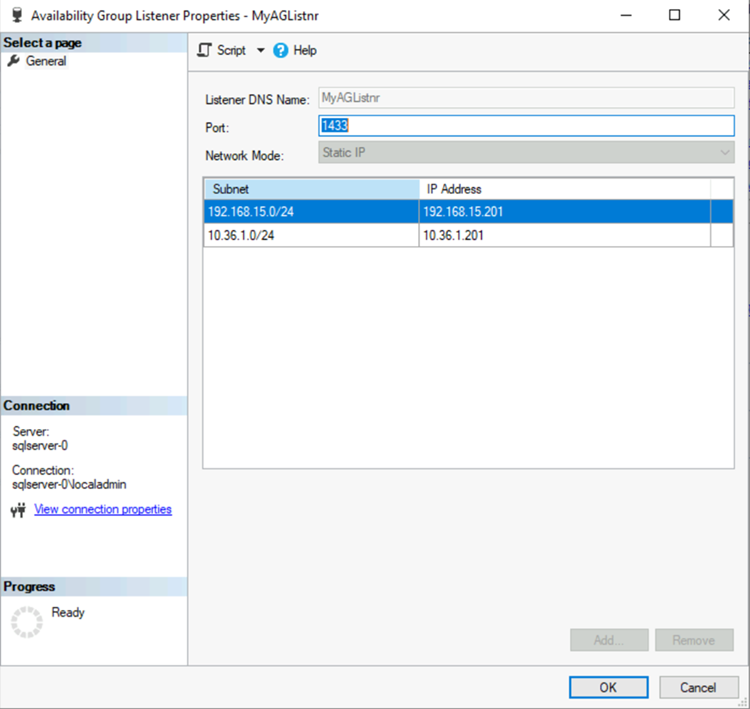 Availability Group Listener Properties - MyAGListnr
Select a page
General
Script
Help
Listener DNS Name: MyAGListnr
Port: 1433
Network Mode: Static IP
Subnet IP Address
192.168.15.0/24 192.168.15.201
10.36.1.0/24 10.36.1.201
Connection
Server:
sqlserver-0
Connection:
sqlserver-0\localadmin
View connection properties
Progress
Ready
Add...
Remove
OK
Cancel